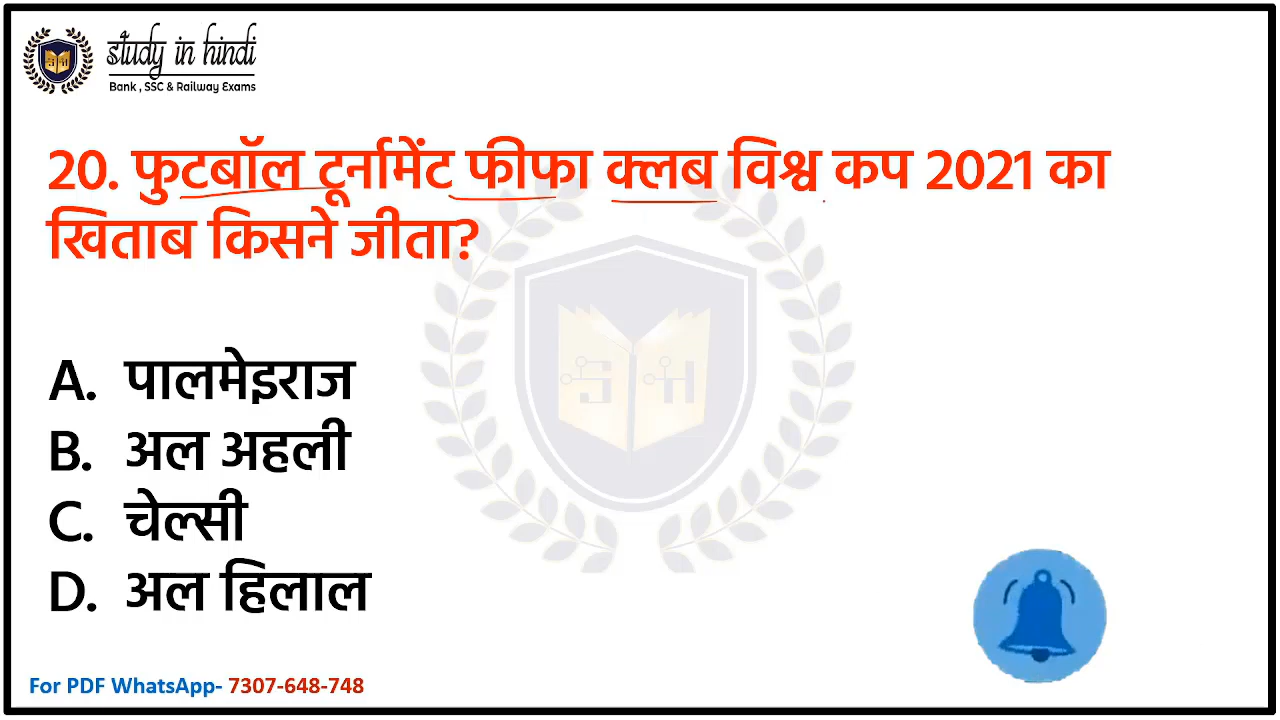 study in hindi
Bank , SSC & Railway Exams
20. फुटबॉल टूर्नामेंट फीफा क्लब विश्व कप 2021 का
खिताब किसने जीता?
A. पालमेइराज
B. अल अहली
C. चेल्सी
D. अल हिलाल
For PDF WhatsApp- 7307-648-748